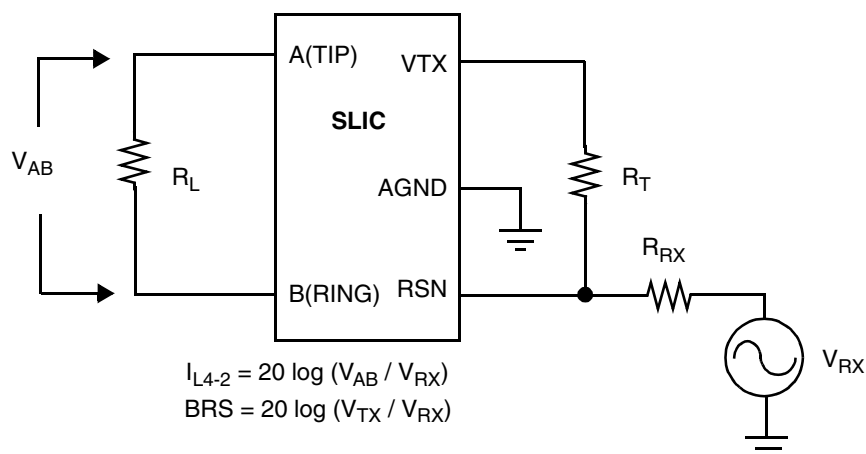 A(TIP)
VTX
SLIC
V_AB
R_L
AGND
R_T
R_RX
B(RING)
RSN
V_RX
I_L4-2 = 20 log (V_AB / V_RX)
BRS = 20 log (V_TX / V_RX)